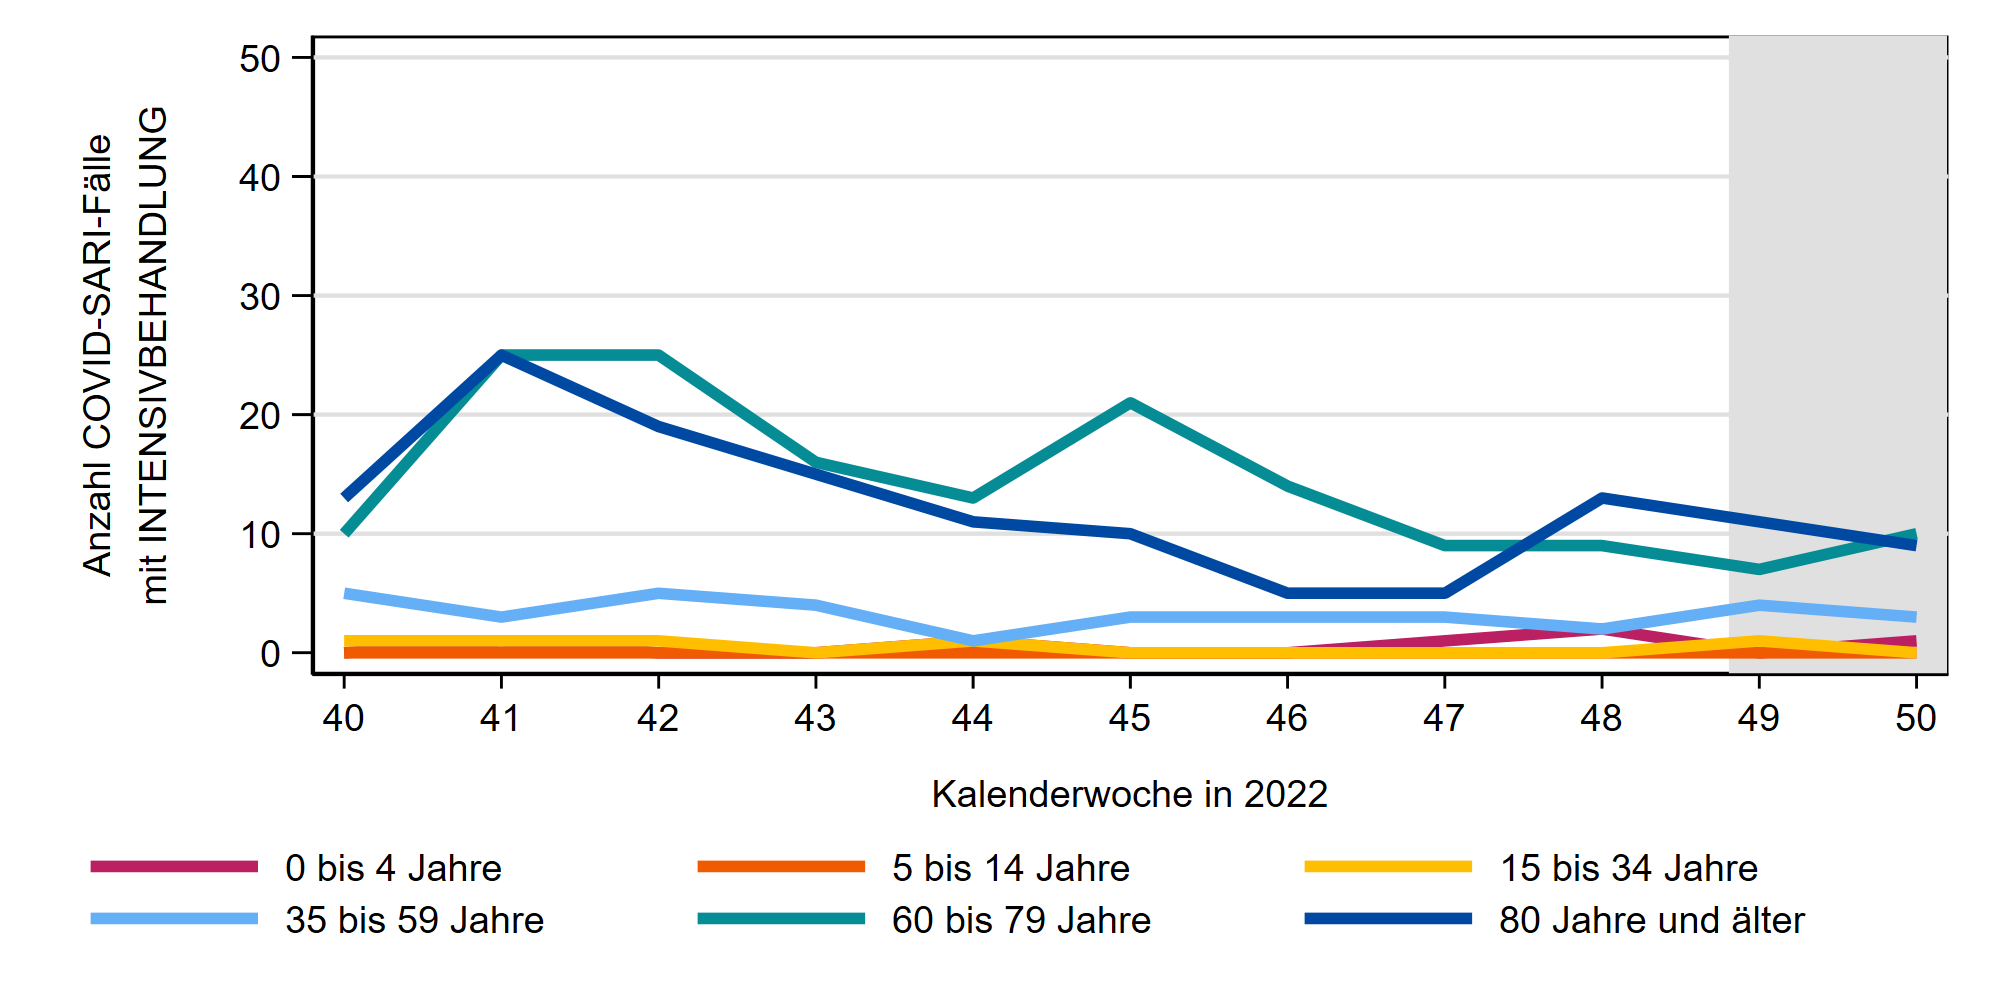 Anzahl COVID-SARI-Fälle
mit INTENSIVBEHANDLUNG
50
40
30
20
10
0
40 41 42 43 44 45 46 47 48 49 50
Kalenderwoche in 2022
0 bis 4 Jahre 5 bis 14 Jahre 15 bis 34 Jahre
35 bis 59 Jahre 60 bis 79 Jahre 80 Jahre und älter